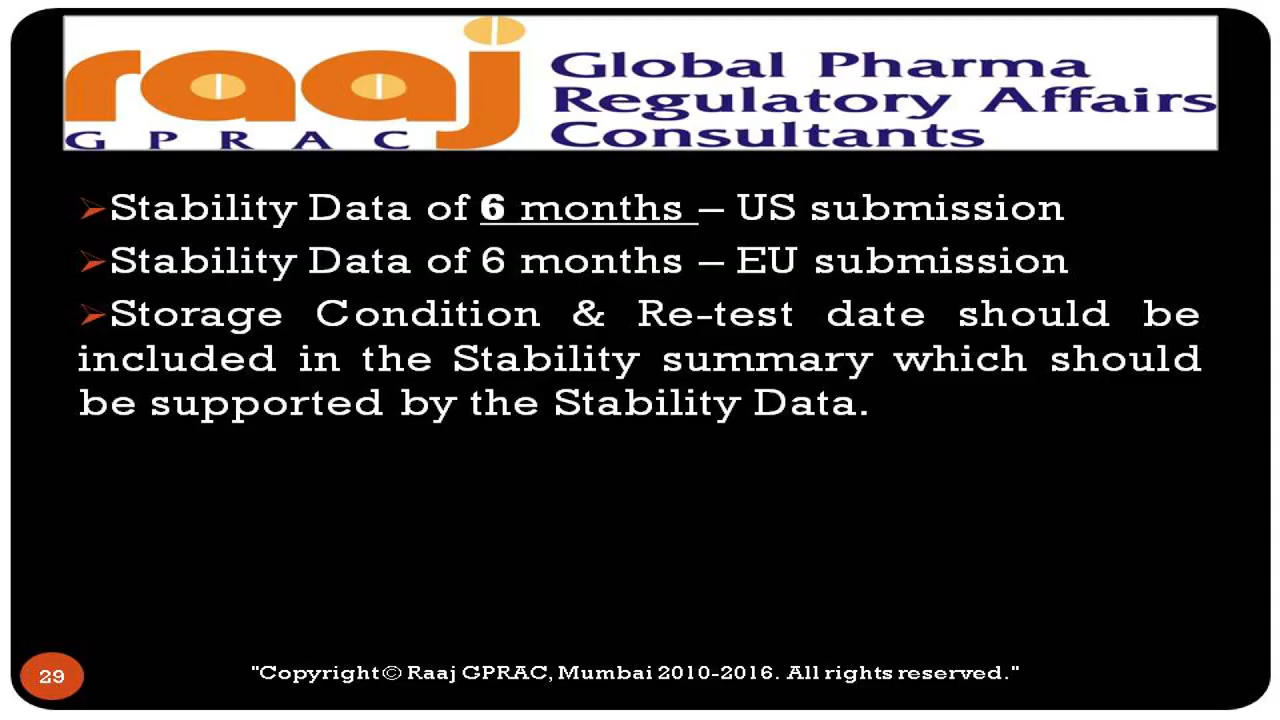 raaj
GPRAC
Global Pharma
Regulatory Affairs
Consultants
➢Stability Data of 6 months – US submission
➢Stability Data of 6 months – EU submission
➢Storage Condition & Re-test date should be
included in the Stability summary which should
be supported by the Stability Data.
29
"Copyright© Raaj GPRAC, Mumbai 2010-2016. All rights reserved."